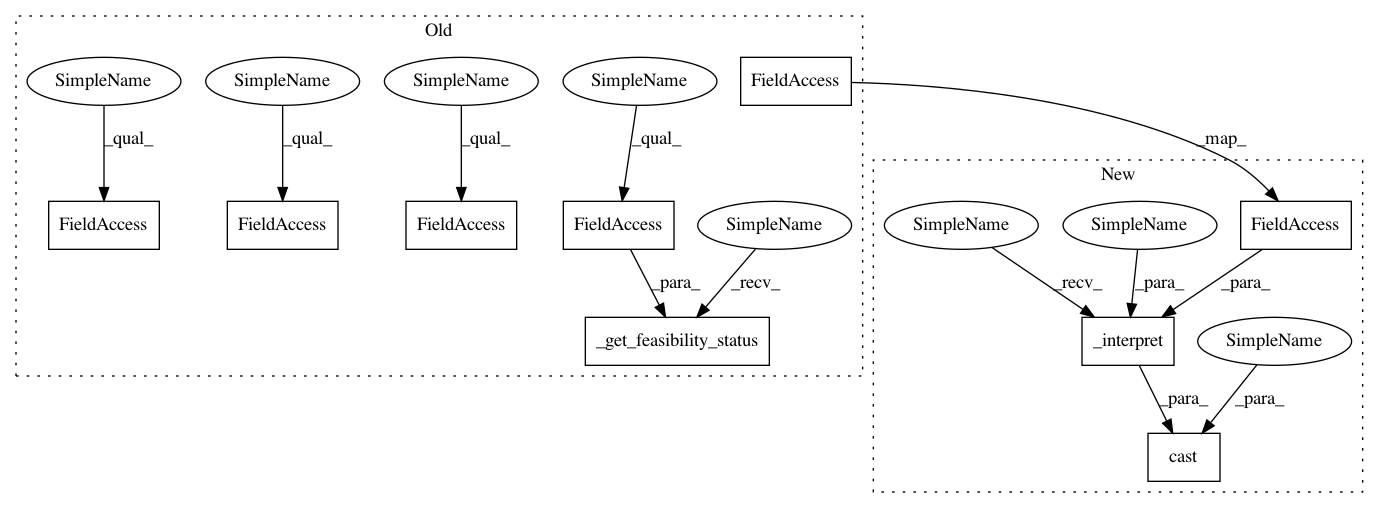 Old
SimpleName
SimpleName
SimpleName
SimpleName
FieldAccess
_qual_
_qual_
_qual_
_qual_
_map_
New
FieldAccess
FieldAccess
FieldAccess
FieldAccess
SimpleName
SimpleName
SimpleName
FieldAccess
_para_
_recv_
_recv_
_para_
_para_
_get_feasibility_status
_interpret
SimpleName
_para_
_para_
cast